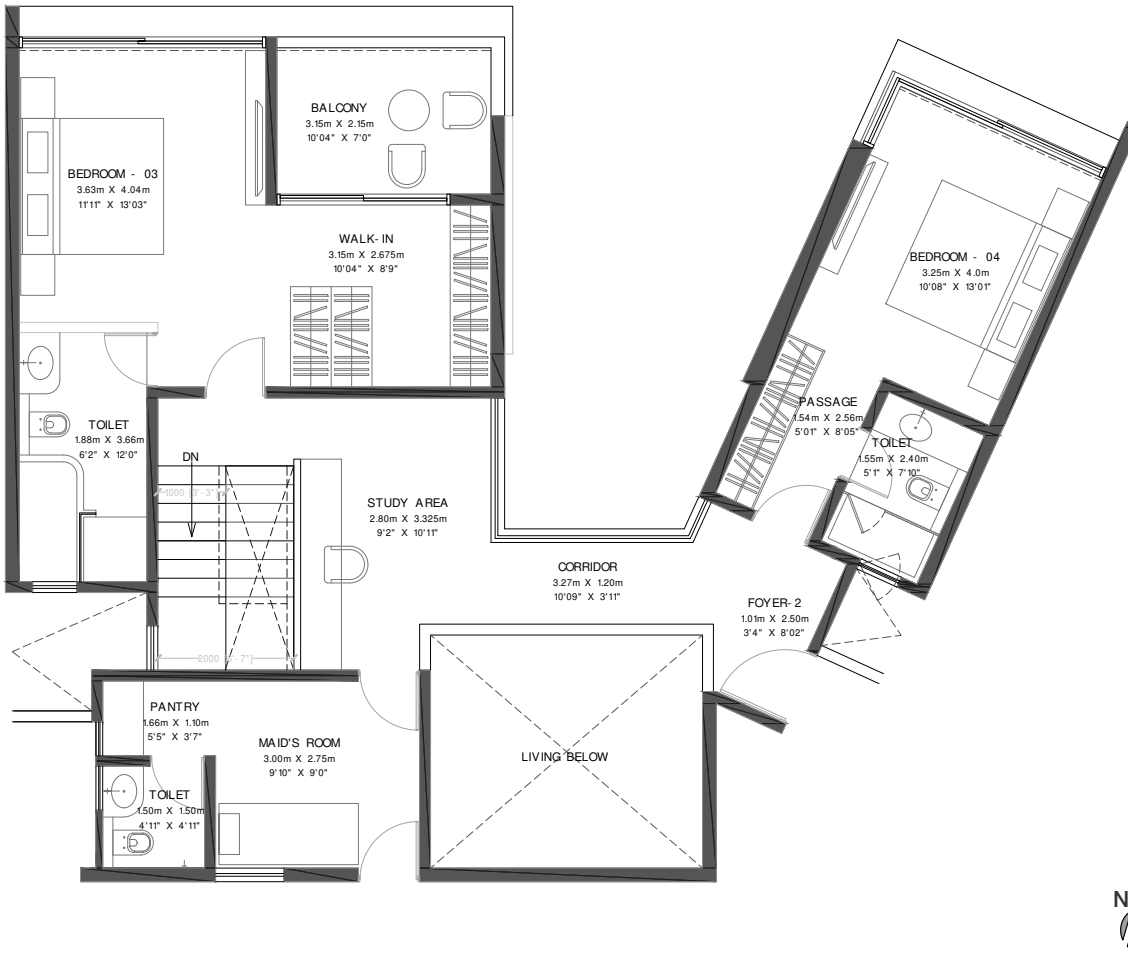 BALCONY
3.15m X 2.15m
10'04" X 7'0"
BEDROOM - 03
3.63m X 4.04m
11'11" X 13'03"
WALK-IN
3.15m X 2.675m
10'04" X 8'9"
BEDROOM - 04
3.25m X 4.0m
10'08" X 13'01"
PASSAGE
1.54m X 2.56m
5'01" X 8'05"
TOILET
1.88m X 3.66m
6'2" X 12'0"
TOILET
1.55m X 2.40m
5'1" X 7'10"
DN
1000 [3'-3"]
STUDY AREA
2.80m X 3.325m
9'2" X 10'11"
CORRIDOR
3.27m X 1.20m
10'09" X 3'11"
FOYER-2
1.01m X 2.50m
3'4" X 8'02"
2000 [6'-7"]
PANTRY
1.66m X 1.10m
5'5" X 3'7"
MAID'S ROOM
3.00m X 2.75m
9'10" X 9'0"
LIVING BELOW
TOILET
1.50m X 1.50m
4'11" X 4'11"
N